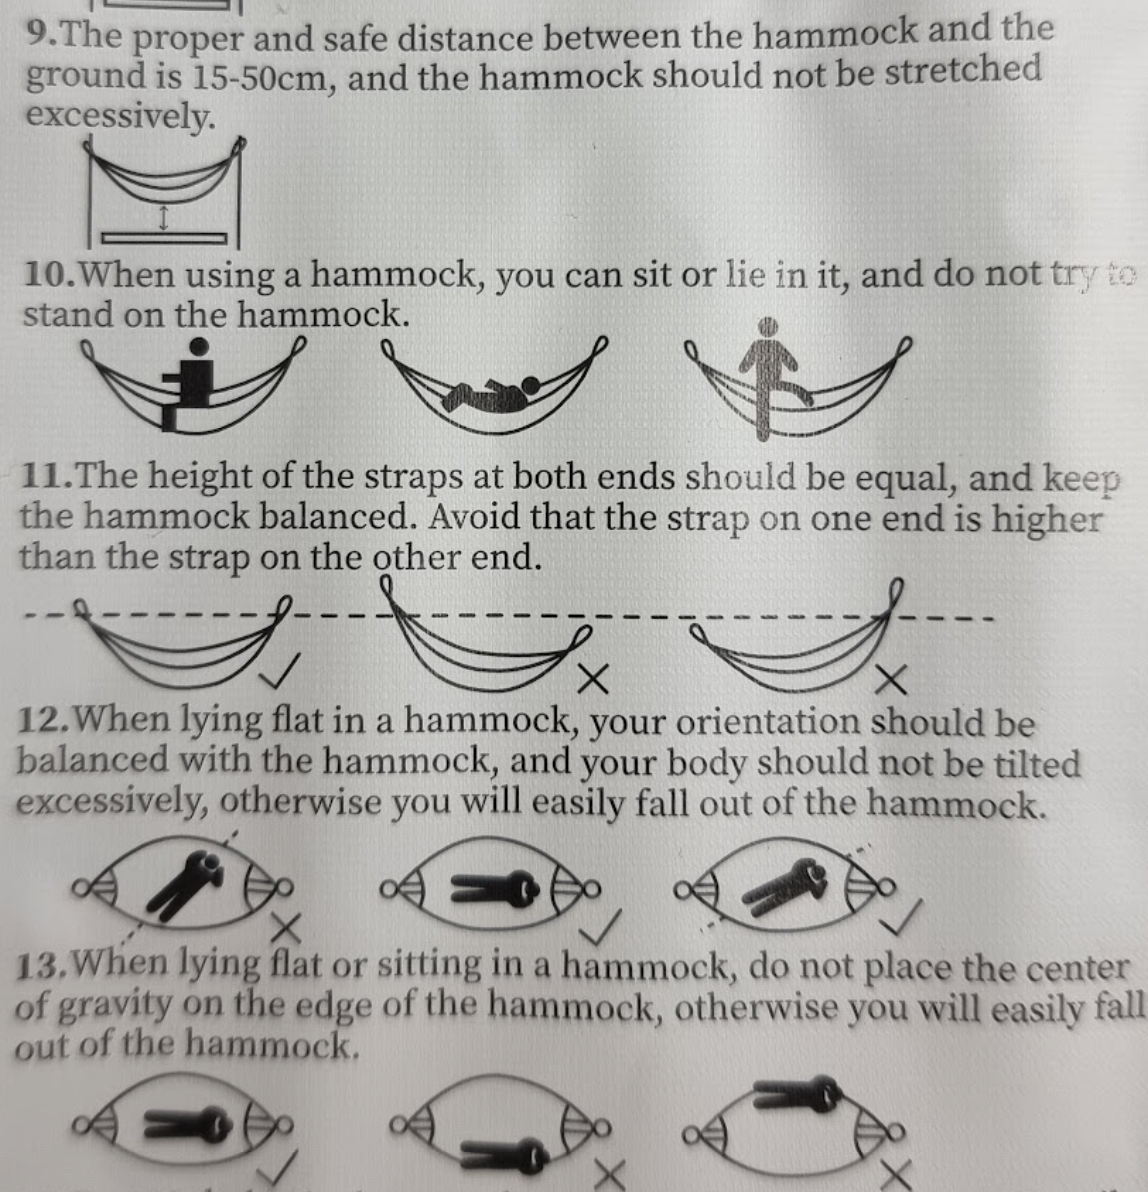 9.The proper and safe distance between the hammock and the
ground is 15-50cm, and the hammock should not be stretched
excessively.
10.When using a hammock, you can sit or lie in it, and do not try to
stand on the hammock.
11.The height of the straps at both ends should be equal, and keep
the hammock balanced. Avoid that the strap on one end is higher
than the strap on the other end.
12.When lying flat in a hammock, your orientation should be
balanced with the hammock, and your body should not be tilted
excessively, otherwise you will easily fall out of the hammock.
13.When lying flat or sitting in a hammock, do not place the center
of gravity on the edge of the hammock, otherwise you will easily fall
out of the hammock.